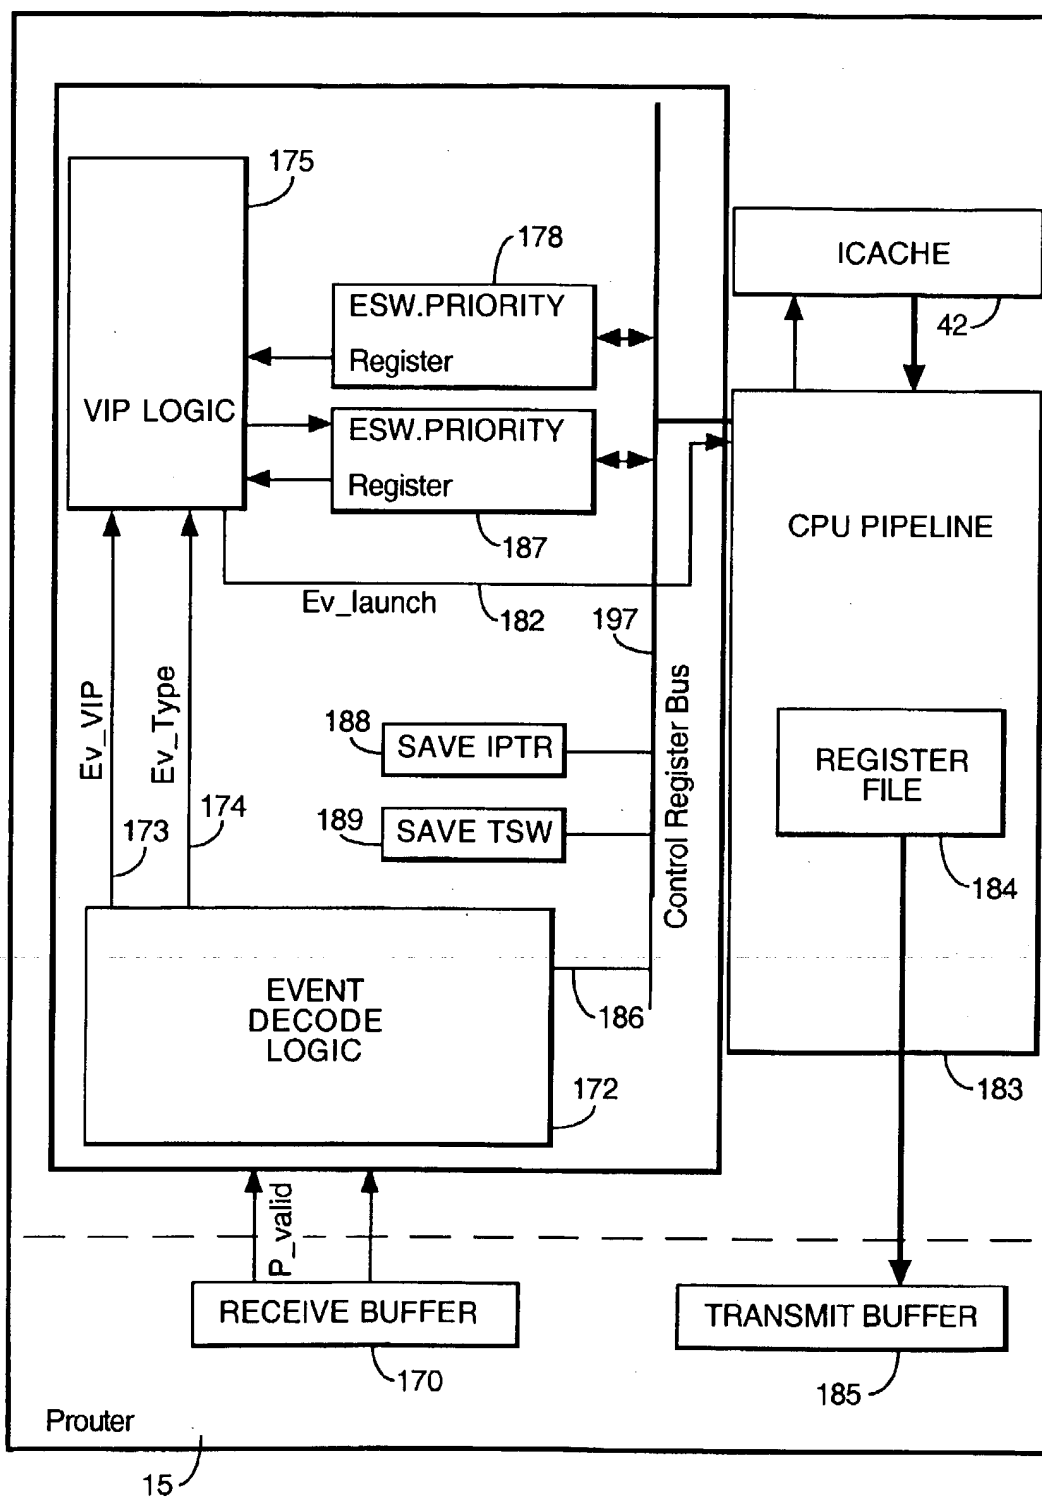 175
178
ICACHE
42
ESW.PRIORITY
Register
VIP LOGIC
ESW.PRIORITY
Register
187
CPU PIPELINE
Ev_launch
182
197
Ev_VIP
Ev_Type
188
SAVE IPTR
189
SAVE TSW
Control Register Bus
REGISTER
FILE
173
174
184
EVENT
DECODE
LOGIC
186
172
183
P_valid
RECEIVE BUFFER
TRANSMIT BUFFER
170
185
Prouter
15